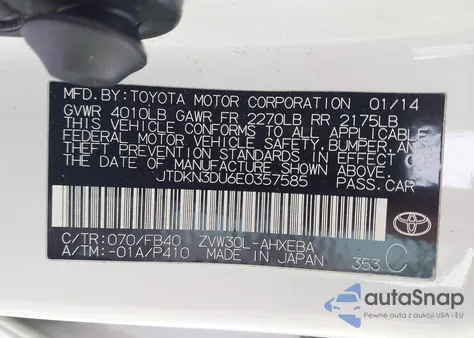 MFD.BY:TOYOTA MOTOR CORPORATION 01/14
GVWR 4010LB GAWR FR 2270LB RR 2175LB
THIS VEHICLE CONFORMS TO ALL APPLICABLE
FEDERAL MOTOR VEHICLE SAFETY, BUMPER, AND
THEFT PREVENTION STANDARDS IN EFFECT ON THE
DATE OF MANUFACTURE SHOWN ABOVE.
JTDKN3DU6E0357585 PASS.CAR
C/TR:070/FB40 ZVW30L-AHXEBA
A/TM:-01A/P410 MADE IN JAPAN 353 C
TOYOTA
autoSnap
Pewne auta z aukcji USA i EU